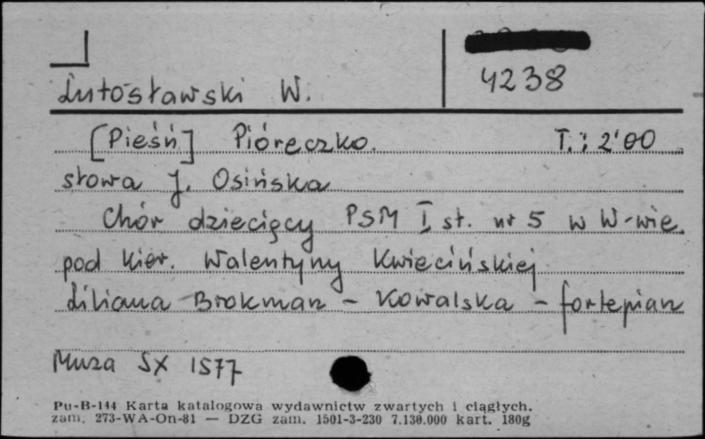 4238
Lutosławski W.
[Pieśń] Pióreczko. T.: 2'00
słowa J. Osińska
Chór dziecięcy PSM I st. nr 5 w W-wie
pod kier. Walentyny Kwiecińskiej
Liliana Brokman - Kowalska - fortepian
Muza SX 1577
Pu-B-144 Karta katalogowa wydawnictw zwartych i ciągłych.
zam. 273-WA-On-81 — DZG zam. 1501-3-230 7.130.000 kart. 180g